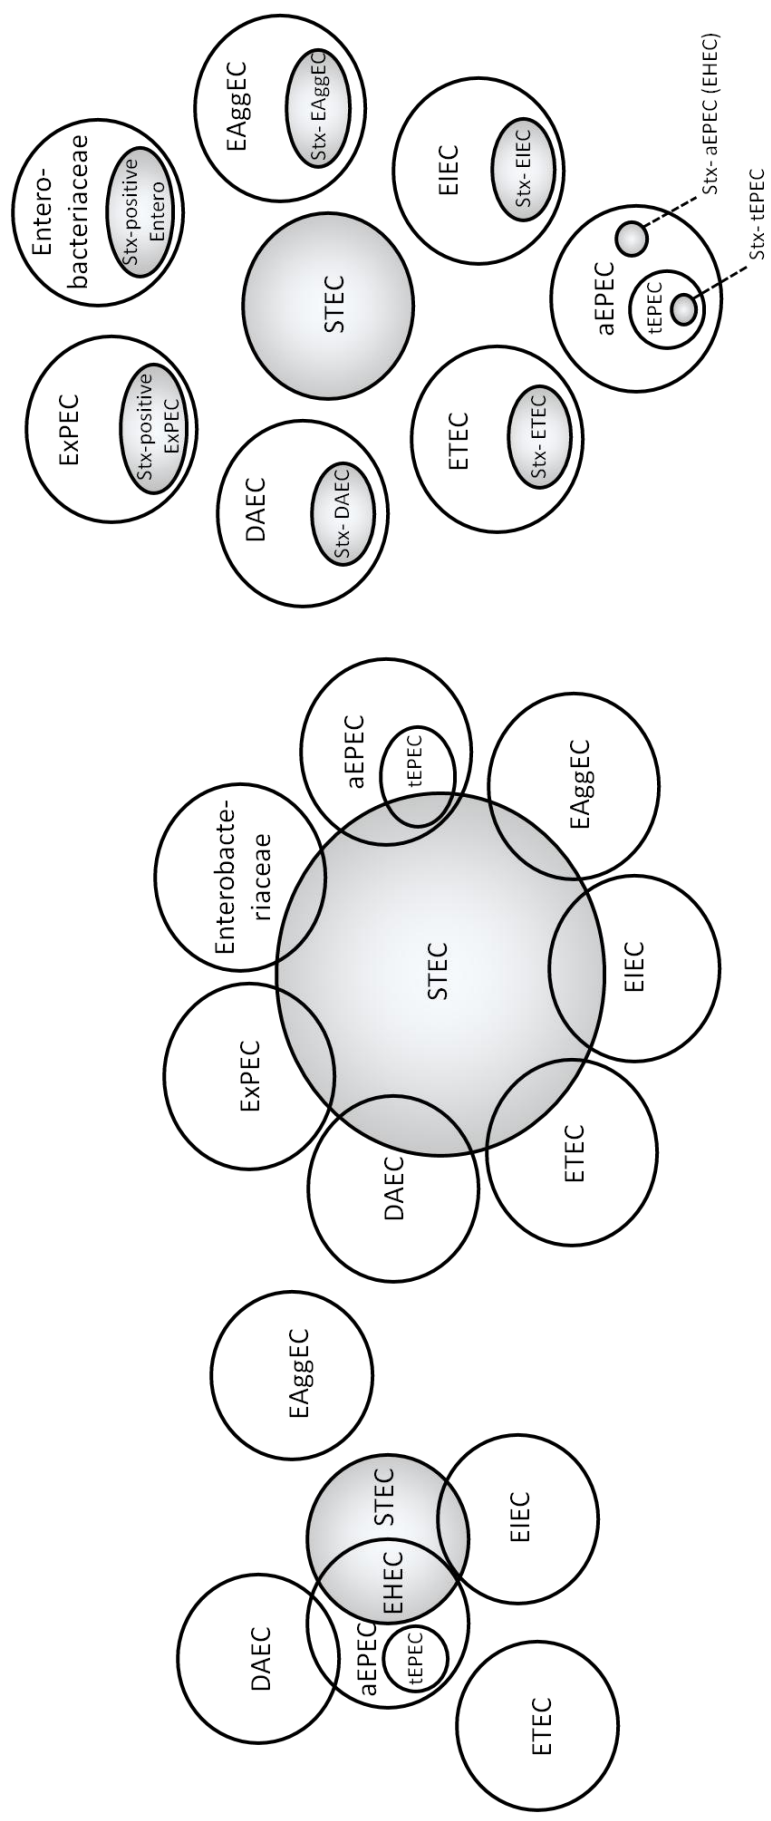 DAEC
EAggEC
aEPEC
EHEC
STEC
tEPEC
ETEC
EIEC
ExPEC
Enterobacte-
riaceae
DAEC
STEC
aEPEC
tEPEC
ETEC
EIEC
EAggEC
ExPEC
Stx-positive
ExPEC
Entero-
bacteriaceae
Stx-positive
Entero
DAEC
Stx- DAEC
STEC
EAggEC
Stx- EAggEC
ETEC
Stx- ETEC
EIEC
Stx- EIEC
aEPEC
tEPEC
Stx- aEPEC (EHEC)
Stx- tEPEC